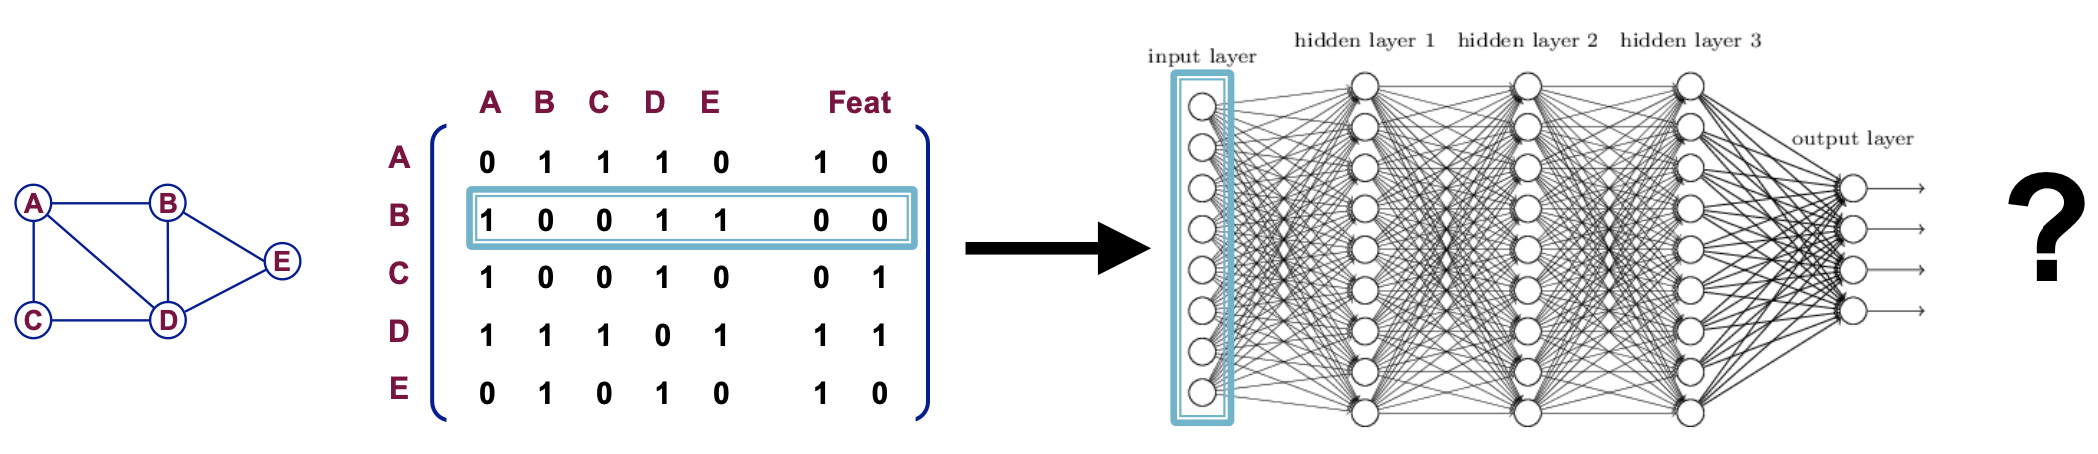 A B
E
C D
A B C D E Feat
A 0 1 1 1 0 1 0
B 1 0 0 1 1 0 0
C 1 0 0 1 0 0 1
D 1 1 1 0 1 1 1
E 0 1 0 1 0 1 0
input layer
hidden layer 1 hidden layer 2 hidden layer 3
output layer
?